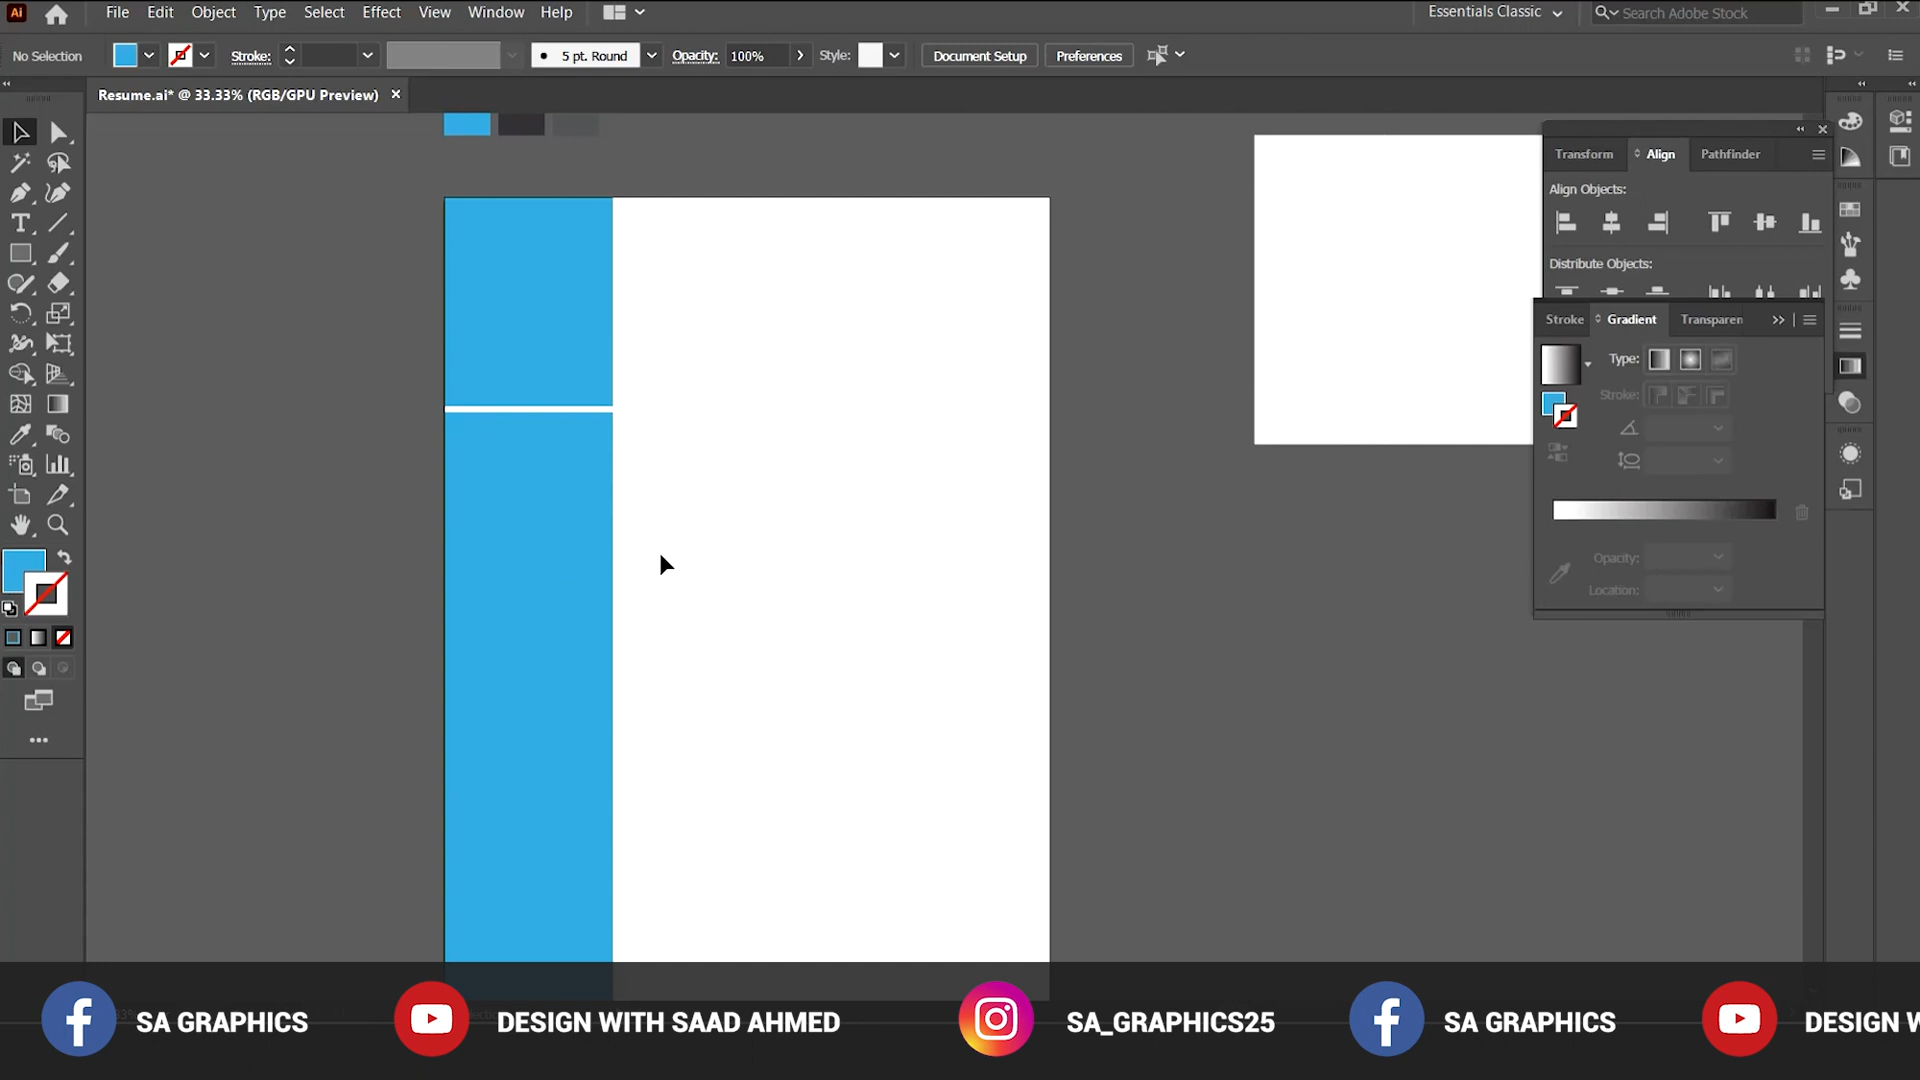 Ai File Edit Object Type Select Effect View Window Help Essentials Classic Search Adobe Stock
No Selection Stroke: 5 pt. Round Opacity: 100% Style: Document Setup Preferences
Resume.ai* @ 33.33% (RGB/GPU Preview)
Transform Align Pathfinder
Align Objects:
Distribute Objects:
Stroke Gradient Transparen
Type:
Stroke:
Opacity:
Location:
SA GRAPHICS DESIGN WITH SAAD AHMED SA_GRAPHICS25 SA GRAPHICS DESIGN W